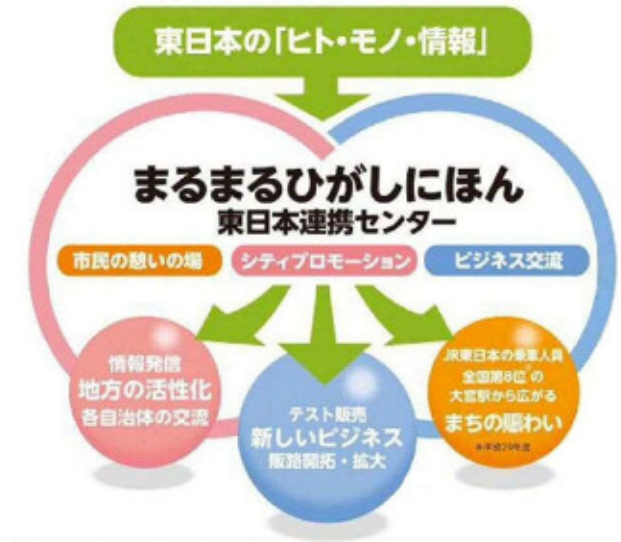 東日本の「ヒト・モノ・情報」
まるまるひがしにほん
東日本連携センター
市民の憩いの場
シティプロモーション
ビジネス交流
情報発信
地方の活性化
各自治体の交流
テスト販売
新しいビジネス
販路開拓・拡大
JR東日本の乗車人員
全国第8位※の
大宮駅から広がる
まちの賑わい
※平成29年度